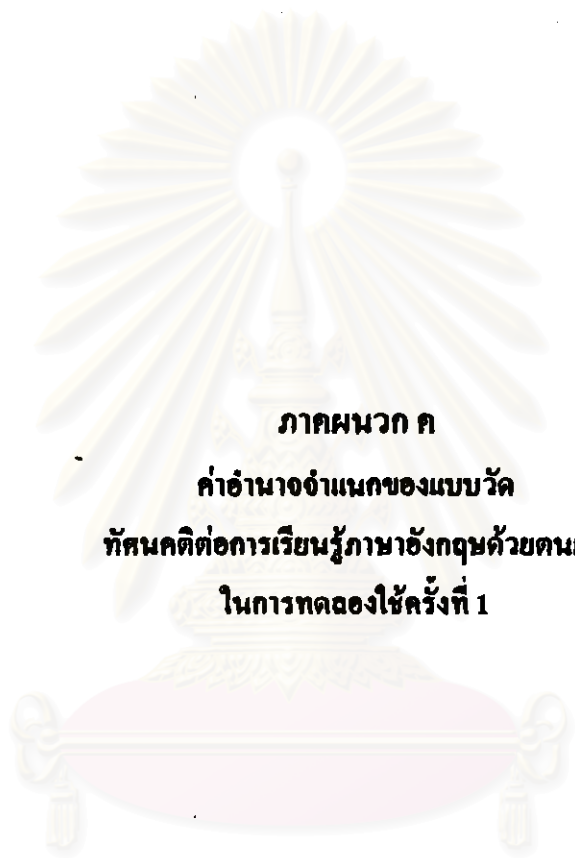 ภาคผนวก ค
ค่าอำนาจจำแนกของแบบวัด
ทัศนคติต่อการเรียนรู้ภาษาอังกฤษด้วยตน
ในการทดลองใช้ครั้งที่ 1